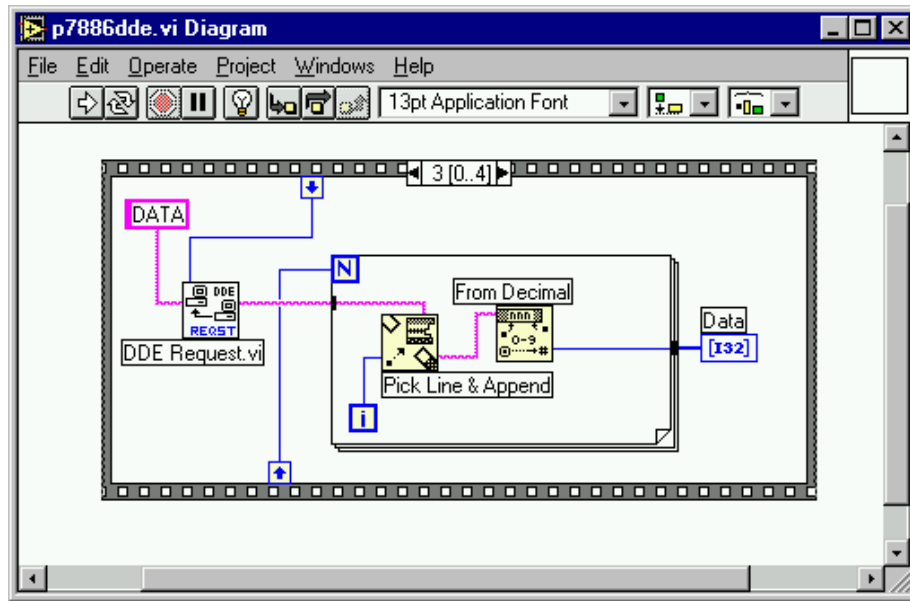 p7886dde.vi Diagram
File Edit Operate Project Windows Help
13pt Application Font
3 [0..4]
DATA
N
DDE
REQST
From Decimal
nnn
0-9
#
Data
[I32]
DDE Request.vi
Pick Line & Append
i